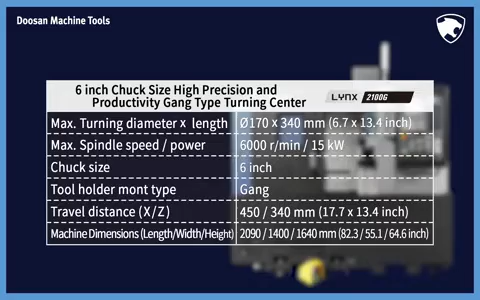 Doosan Machine Tools
6 inch Chuck Size High Precision and
Productivity Gang Type Turning Center
LYNX 2100G
Max. Turning diameter x length Ø170 x 340 mm (6.7 x 13.4 inch)
Max. Spindle speed / power 6000 r/min / 15 kW
Chuck size 6 inch
Tool holder mont type Gang
Travel distance (X/Z) 450 / 340 mm (17.7 x 13.4 inch)
Machine Dimensions (Length/Width/Height) 2090 / 1400 / 1640 mm (82.3 / 55.1 / 64.6 inch)